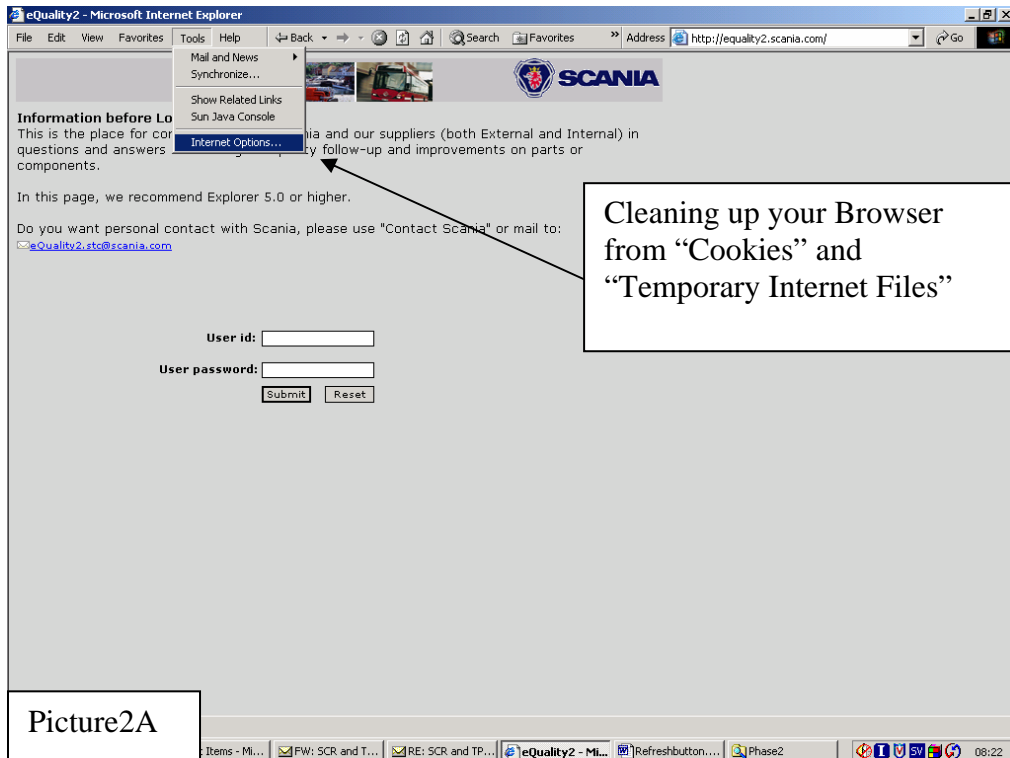 eQuality2 - Microsoft Internet Explorer
File Edit View Favorites Tools Help Back Search Favorites » Address http://equality2.scania.com/ Go
Mail and News
Synchronize...
Show Related Links
Sun Java Console
Internet Options...
SCANIA
Information before Lo
This is the place for cor nia and our suppliers (both External and Internal) in
questions and answers y follow-up and improvements on parts or
components.
In this page, we recommend Explorer 5.0 or higher.
Do you want personal contact with Scania, please use "Contact Scania" or mail to:
eQuality2.stc@scania.com
Cleaning up your Browser
from “Cookies” and
“Temporary Internet Files”
User id:
User password:
Submit Reset
Picture2A
Items - Mi... FW: SCR and T... RE: SCR and TP... eQuality2 - Mi... Refreshbutton.... Phase2 SV 08:22